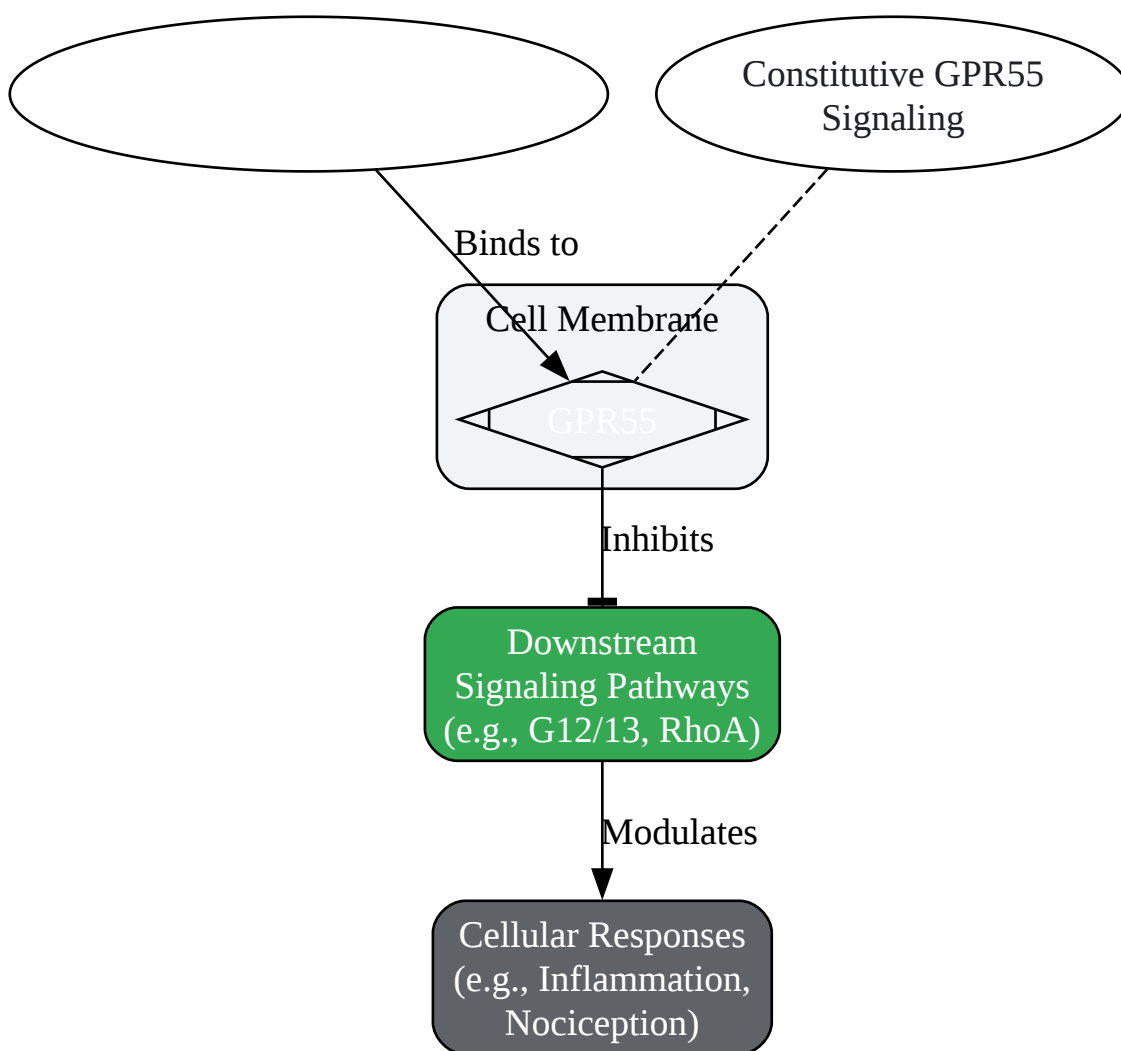 Constitutive GPR55
Signaling
Binds to
Cell Membrane
GPR55
Inhibits
Downstream
Signaling Pathways
(e.g., G12/13, RhoA)
Modulates
Cellular Responses
(e.g., Inflammation,
Nociception)